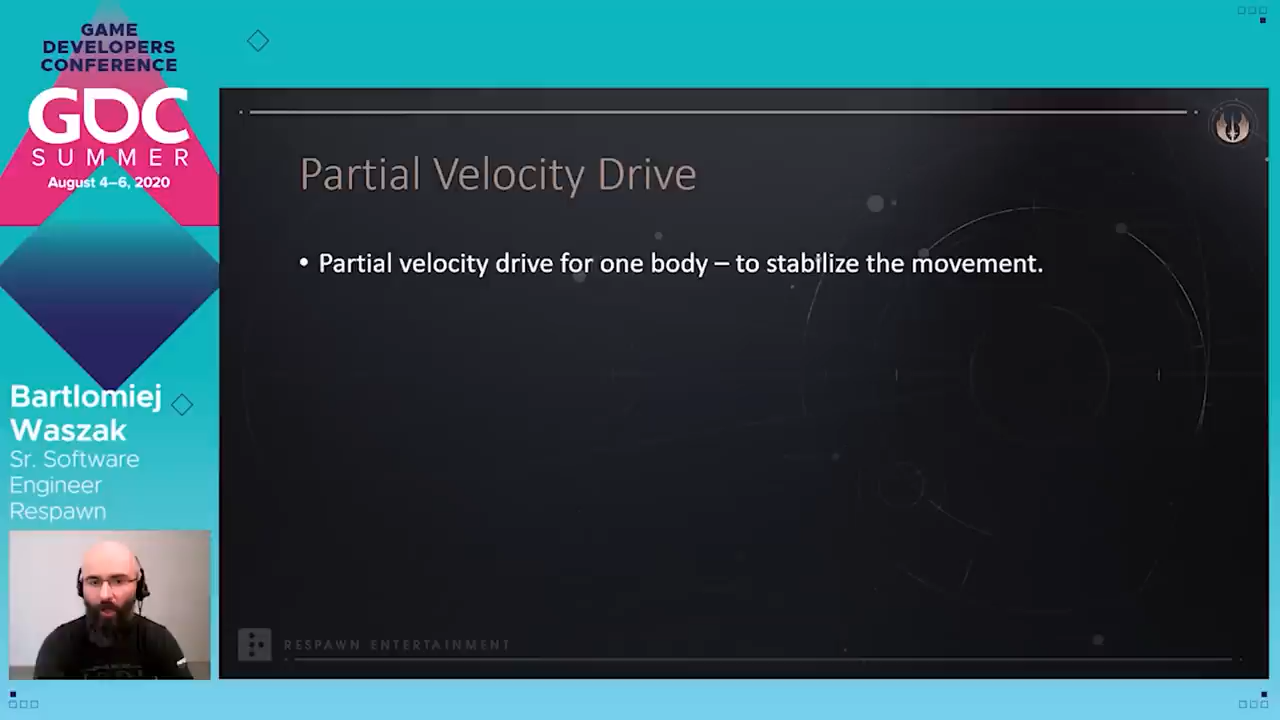 GAME
DEVELOPERS
CONFERENCE
GDC
SUMMER
August 4–6, 2020
Bartlomiej
Waszak
Sr. Software
Engineer
Respawn
Partial Velocity Drive
• Partial velocity drive for one body – to stabilize the movement.
RESPAWN ENTERTAINMENT